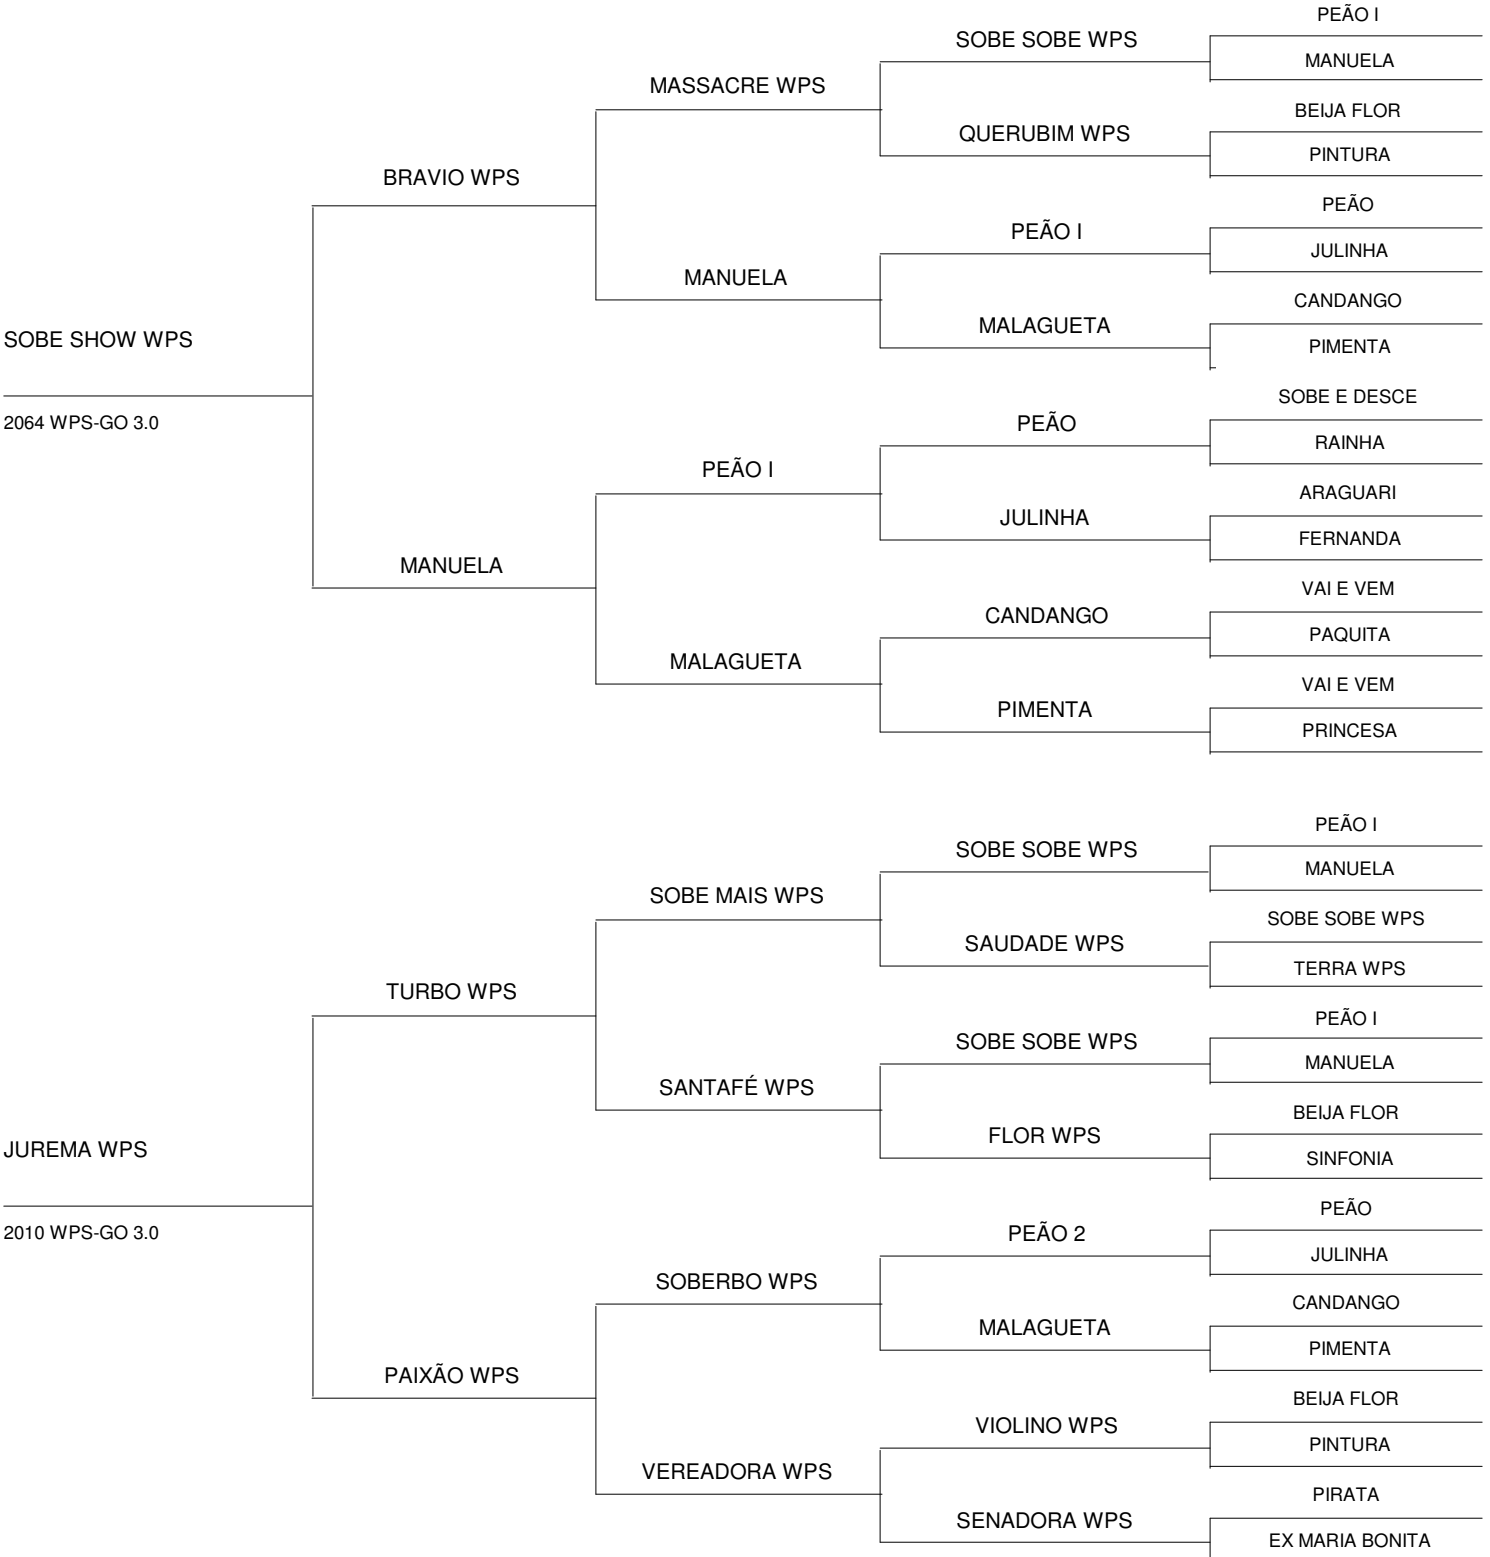 PEÃO I
SOBE SOBE WPS
MANUELA
MASSACRE WPS
BEIJA FLOR
QUERUBIM WPS
PINTURA
BRAVIO WPS
PEÃO
PEÃO I
JULINHA
MANUELA
CANDANGO
MALAGUETA
PIMENTA
SOBE SHOW WPS
SOBE E DESCE
2064 WPS-GO 3.0
PEÃO
RAINHA
PEÃO I
ARAGUARI
JULINHA
FERNANDA
MANUELA
VAI E VEM
CANDANGO
PAQUITA
MALAGUETA
VAI E VEM
PIMENTA
PRINCESA
PEÃO I
SOBE SOBE WPS
MANUELA
SOBE MAIS WPS
SOBE SOBE WPS
SAUDADE WPS
TERRA WPS
TURBO WPS
PEÃO I
SOBE SOBE WPS
MANUELA
SANTAFÉ WPS
BEIJA FLOR
FLOR WPS
SINFONIA
JUREMA WPS
PEÃO
2010 WPS-GO 3.0
PEÃO 2
JULINHA
SOBERBO WPS
CANDANGO
MALAGUETA
PIMENTA
PAIXÃO WPS
BEIJA FLOR
VIOLINO WPS
PINTURA
VEREADORA WPS
PIRATA
SENADORA WPS
EX MARIA BONITA